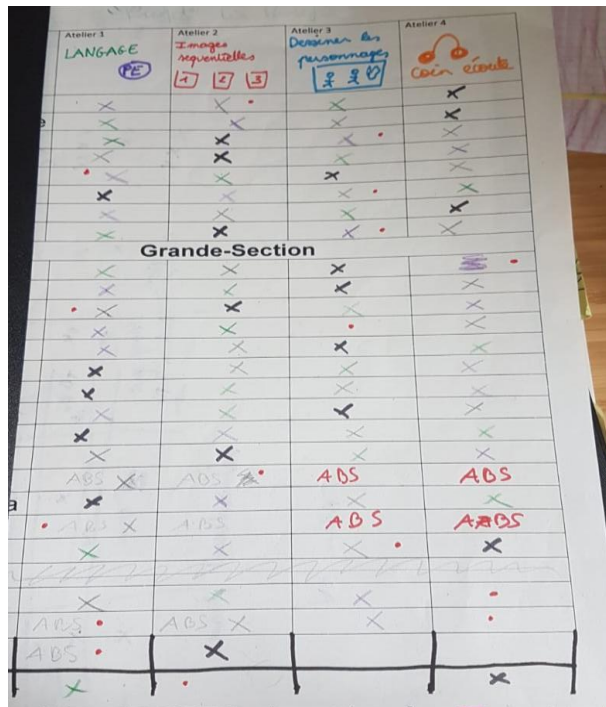 Atelier 1 Atelier 2 Atelier 3 Atelier 4
LANGAGE
PE
Images
séquentielles
1 2 3
Dessiner les
personnages
coin écoute
Grande-Section
ABS ABS ABS ABS
a
ABS ABS ABS ABS
ABS ABS
ABS